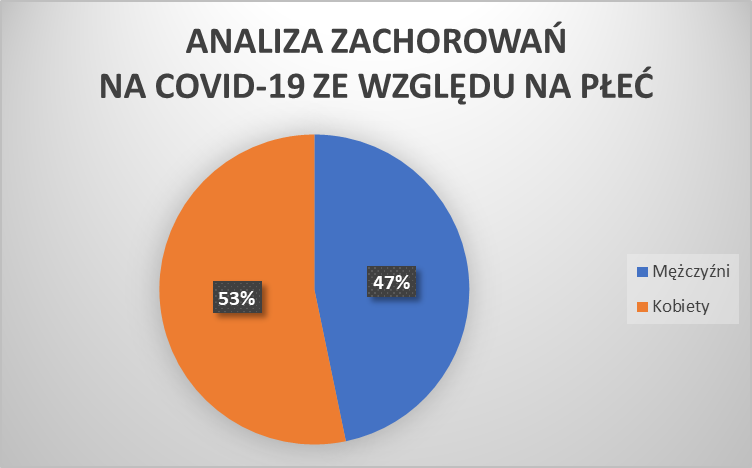 ANALIZA ZACHOROWAŃ
NA COVID-19 ZE WZGLĘDU NA PŁEĆ
47%
53%
Mężczyźni
Kobiety